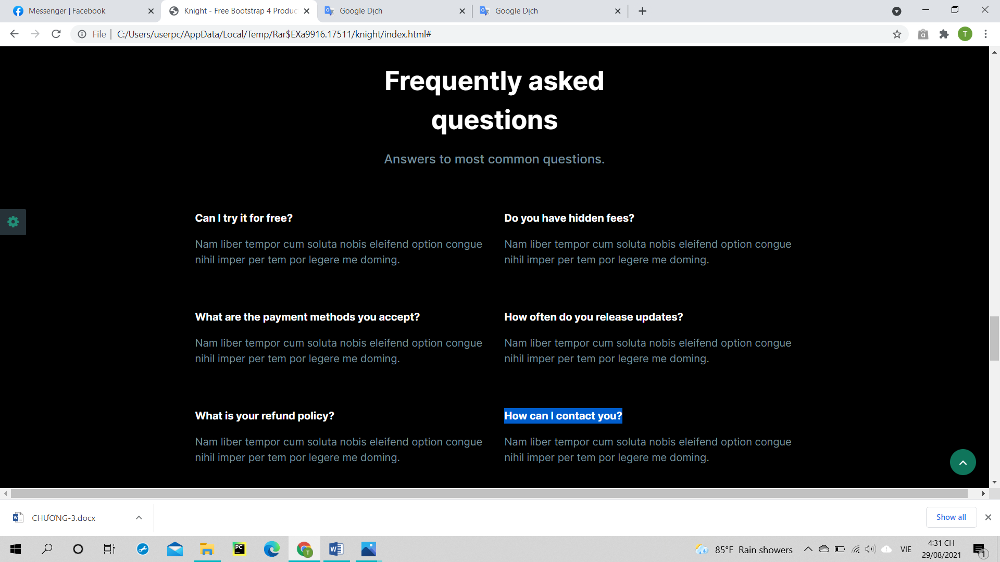 Messenger | Facebook
Knight - Free Bootstrap 4 Produc
Google Dịch
Google Dịch
File
C:/Users/userpc/AppData/Local/Temp/Rar$EXa9916.17511/knight/index.html#
T
Frequently asked
questions
Answers to most common questions.
Can I try it for free?
Nam liber tempor cum soluta nobis eleifend option congue
nihil imper per tem por legere me doming.
Do you have hidden fees?
Nam liber tempor cum soluta nobis eleifend option congue
nihil imper per tem por legere me doming.
What are the payment methods you accept?
Nam liber tempor cum soluta nobis eleifend option congue
nihil imper per tem por legere me doming.
How often do you release updates?
Nam liber tempor cum soluta nobis eleifend option congue
nihil imper per tem por legere me doming.
What is your refund policy?
Nam liber tempor cum soluta nobis eleifend option congue
nihil imper per tem por legere me doming.
How can I contact you?
Nam liber tempor cum soluta nobis eleifend option congue
nihil imper per tem por legere me doming.
CHƯƠNG-3.docx
Show all
PC
T
85°F Rain showers
VIE
4:31 CH
29/08/2021
1